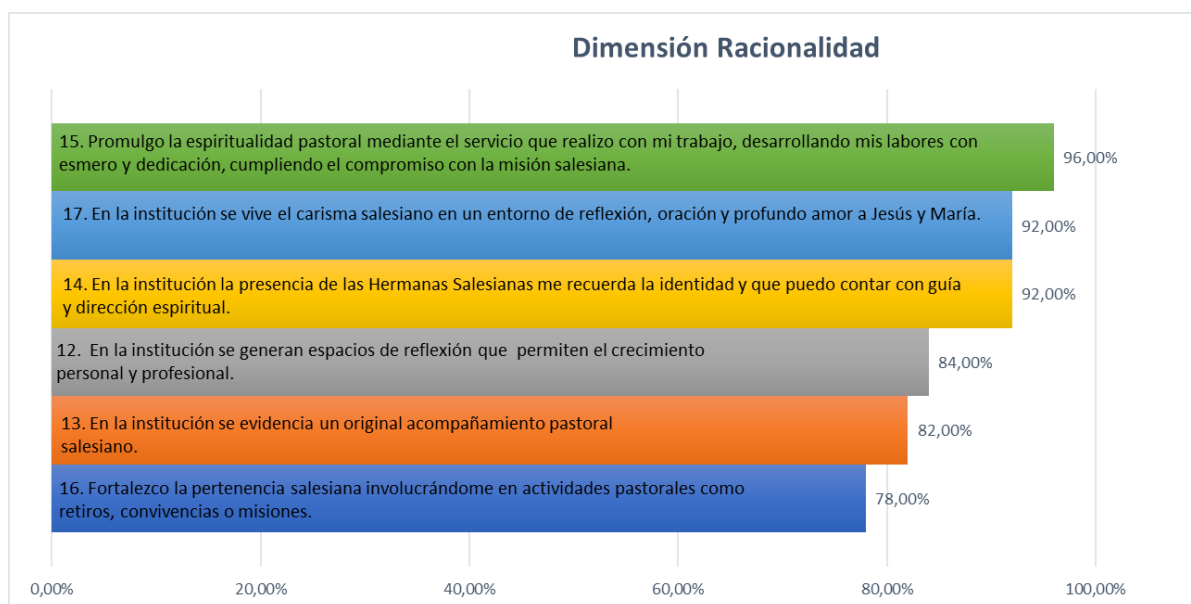 Dimensión Racionalidad
15. Promulgo la espiritualidad pastoral mediante el servicio que realizo con mi trabajo, desarrollando mis labores con
esmero y dedicación, cumpliendo el compromiso con la misión salesiana.
96,00%
17. En la institución se vive el carisma salesiano en un entorno de reflexión, oración y profundo amor a Jesús y María.
92,00%
14. En la institución la presencia de las Hermanas Salesianas me recuerda la identidad y que puedo contar con guía
y dirección espiritual.
92,00%
12. En la institución se generan espacios de reflexión que permiten el crecimiento
personal y profesional.
84,00%
13. En la institución se evidencia un original acompañamiento pastoral
salesiano.
82,00%
16. Fortalezco la pertenencia salesiana involucrándome en actividades pastorales como
retiros, convivencias o misiones.
78,00%
0,00% 20,00% 40,00% 60,00% 80,00% 100,00%